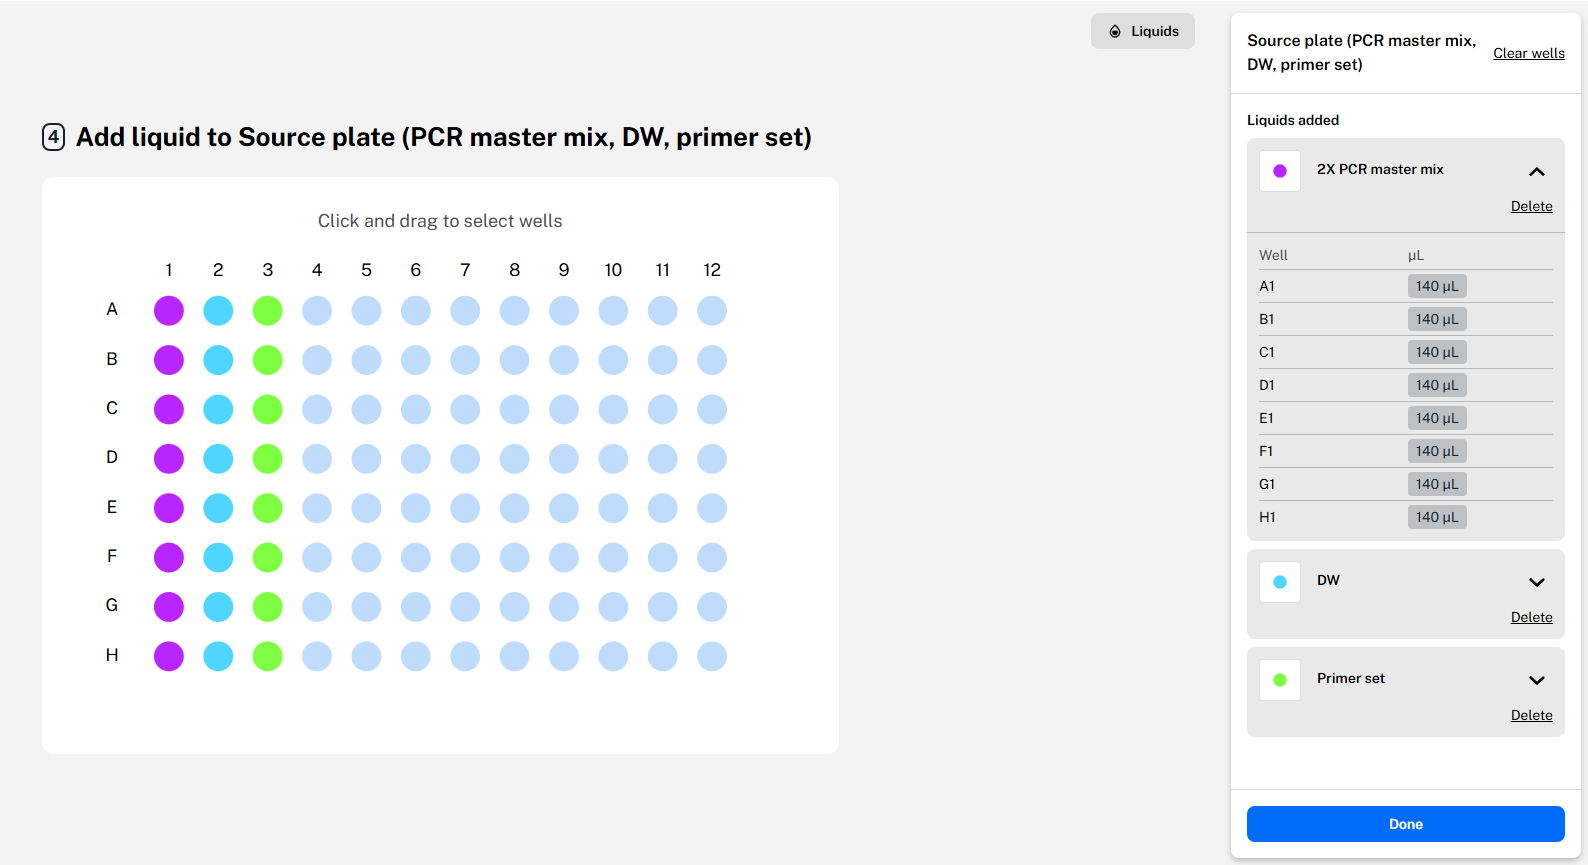 Liquids
4 Add liquid to Source plate (PCR master mix, DW, primer set)
Click and drag to select wells
1 2 3 4 5 6 7 8 9 10 11 12
A
B
C
D
E
F
G
H
Source plate (PCR master mix,
DW, primer set)
Clear wells
Liquids added
2X PCR master mix
Delete
Well µL
A1 140 µL
B1 140 µL
C1 140 µL
D1 140 µL
E1 140 µL
F1 140 µL
G1 140 µL
H1 140 µL
DW
Delete
Primer set
Delete
Done